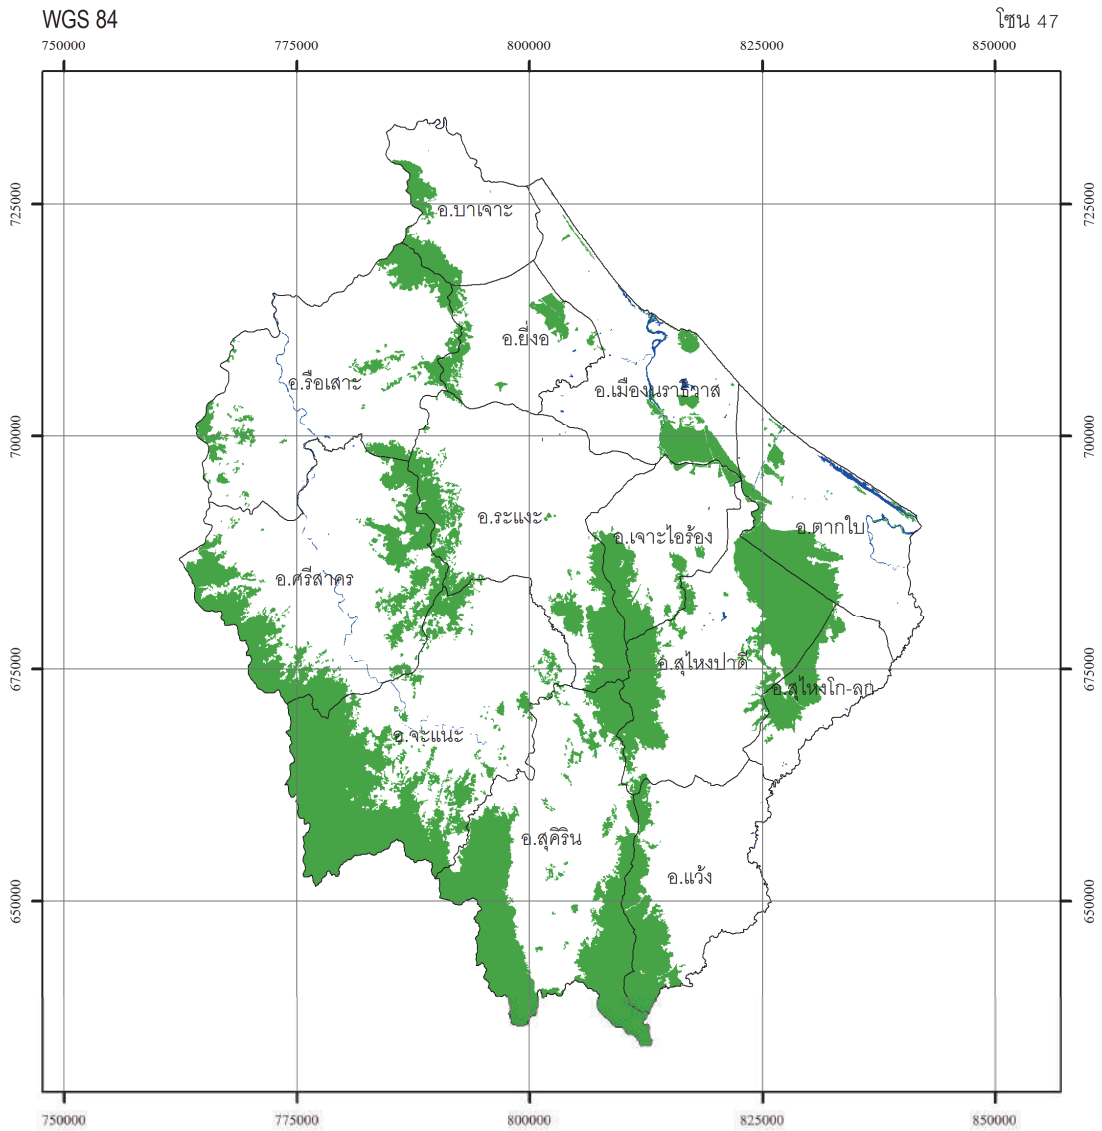 WGS 84
โซน 47
750000 775000 800000 825000 850000
725000 725000
อ.บาเจาะ
อ.ยี่งอ
อ.รือเสาะ
อ.เมืองนราธิวาส
700000 700000
อ.ระแงะ
อ.เจาะไอร้อง
อ.ตากใบ
อ.ศรีสาคร
675000 675000
อ.สุไหงปาดี
อ.สุไหงโก-ลก
อ.จะแนะ
อ.สุคิริน
อ.แว้ง
650000 650000
750000 775000 800000 825000 850000